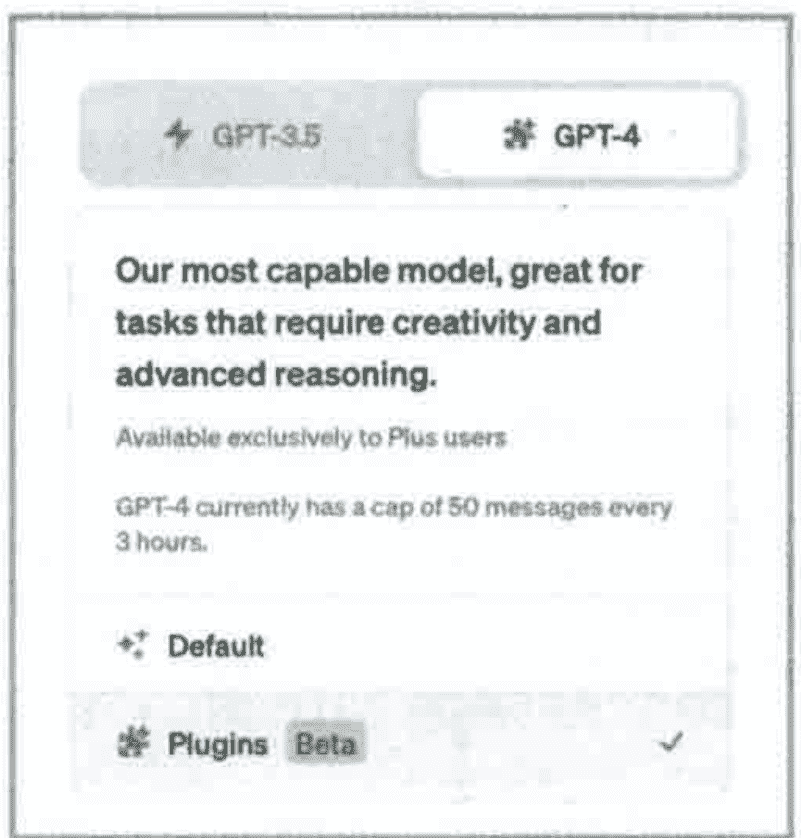 GPT-3.5
GPT-4
Our most capable model, great for
tasks that require creativity and
advanced reasoning.
Available exclusively to Plus users
GPT-4 currently has a cap of 50 messages every
3 hours.
Default
Plugins Beta